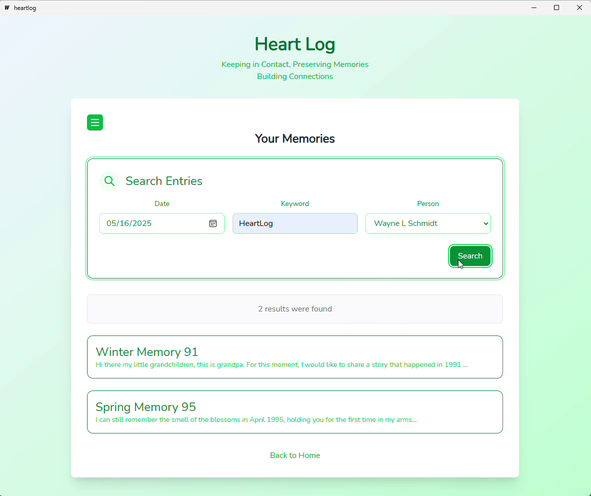 heartlog
Heart Log
Keeping in Contact, Preserving Memories
Building Connections
Your Memories
Search Entries
Date
Keyword
Person
05/16/2025
HeartLog
Wayne L Schmidt
Search
2 results were found
Winter Memory 91
Hi there my little grandchildren, this is grandpa. For this moment, I would like to share a story that happened in 1991 ...
Spring Memory 95
I can still remember the smell of the blossoms in April 1995, holding you for the first time in my arms...
Back to Home